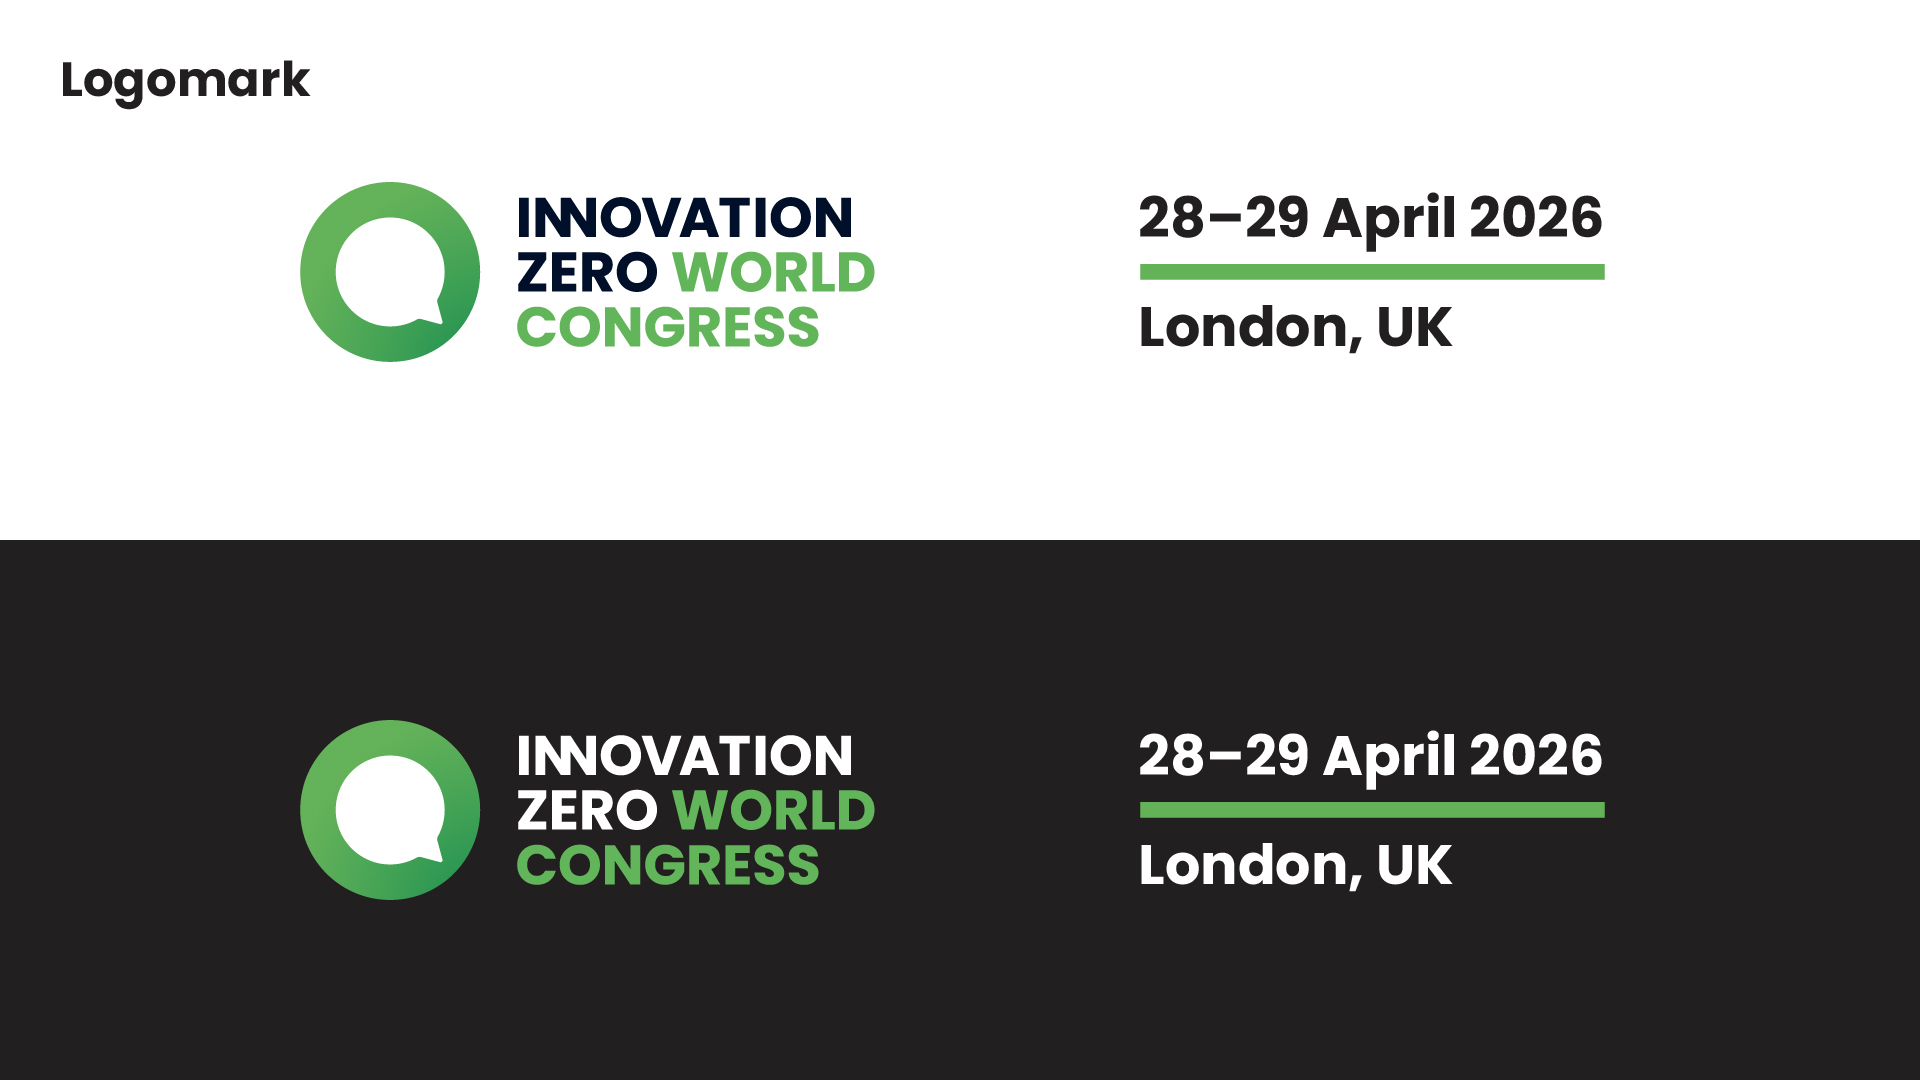 Logomark
INNOVATION
ZERO WORLD
CONGRESS
28–29 April 2026
London, UK
INNOVATION
ZERO WORLD
CONGRESS
28–29 April 2026
London, UK